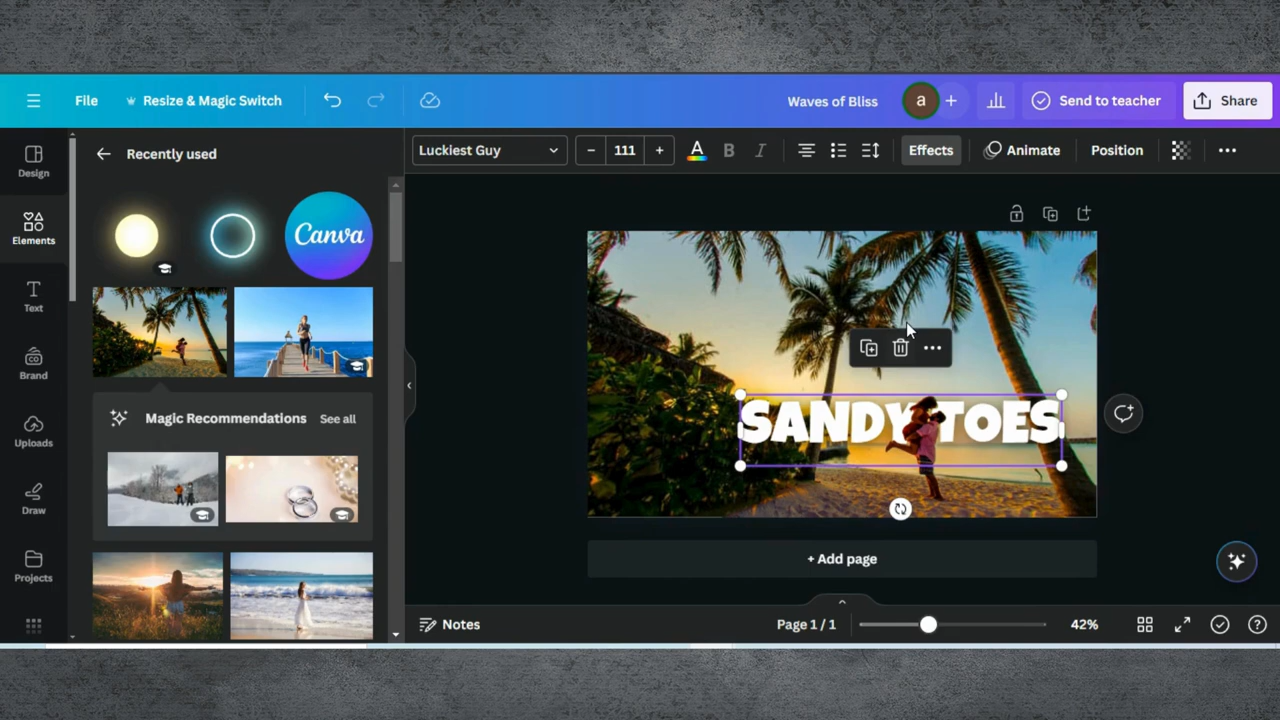 File
Resize & Magic Switch
Waves of Bliss
a
+
Send to teacher
Share
Design
Elements
Text
Brand
Uploads
Draw
Projects
Recently used
Canva
Magic Recommendations
See all
Luckiest Guy
– 111 +
A B I
Effects
Animate
Position
SANDY TOES
+ Add page
Notes
Page 1 / 1
42%